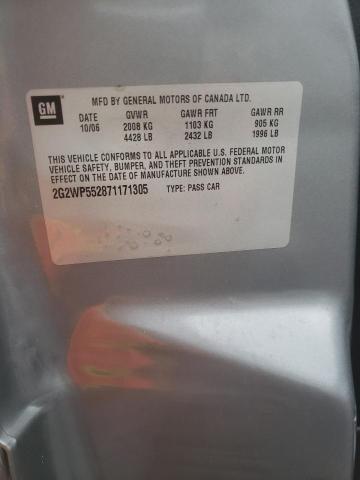 GM
MFD BY GENERAL MOTORS OF CANADA LTD.
DATE GVWR GAWR FRT GAWR RR
10/06 2008 KG 1103 KG 905 KG
4428 LB 2432 LB 1996 LB
THIS VEHICLE CONFORMS TO ALL APPLICABLE U.S. FEDERAL MOTOR
VEHICLE SAFETY, BUMPER, AND THEFT PREVENTION STANDARDS IN
EFFECT ON THE DATE OF MANUFACTURE SHOWN ABOVE.
2G2WP552871171305 TYPE: PASS CAR